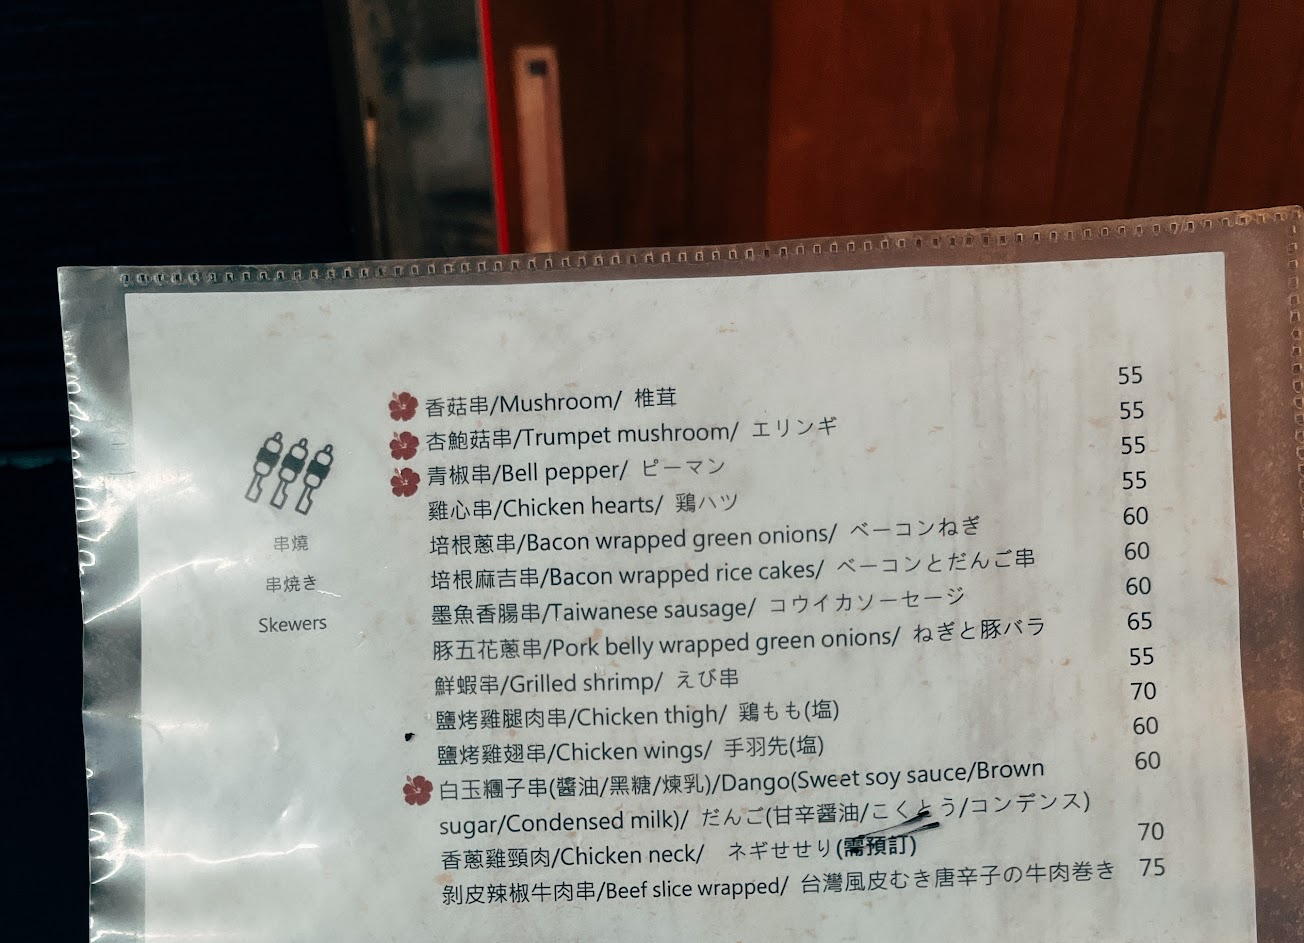 串燒
串焼き
Skewers
香菇串/Mushroom/ 椎茸 55
杏鮑菇串/Trumpet mushroom/ エリンギ 55
青椒串/Bell pepper/ ピーマン 55
雞心串/Chicken hearts/ 鶏ハツ 55
培根蔥串/Bacon wrapped green onions/ ベーコンねぎ 60
培根麻吉串/Bacon wrapped rice cakes/ ベーコンとだんご串 60
墨魚香腸串/Taiwanese sausage/ コウイカソーセージ 60
豚五花蔥串/Pork belly wrapped green onions/ ねぎと豚バラ 65
鮮蝦串/Grilled shrimp/ えび串 55
鹽烤雞腿肉串/Chicken thigh/ 鶏もも(塩) 70
鹽烤雞翅串/Chicken wings/ 手羽先(塩) 60
白玉糰子串(醬油/黑糖/煉乳)/Dango(Sweet soy sauce/Brown 60
sugar/Condensed milk)/ だんご(甘辛醤油/こくとう/コンデンス)
香蔥雞頸肉/Chicken neck/ ネギせせり(需預訂) 70
剝皮辣椒牛肉串/Beef slice wrapped/ 台灣風皮むき唐辛子の牛肉巻き 75